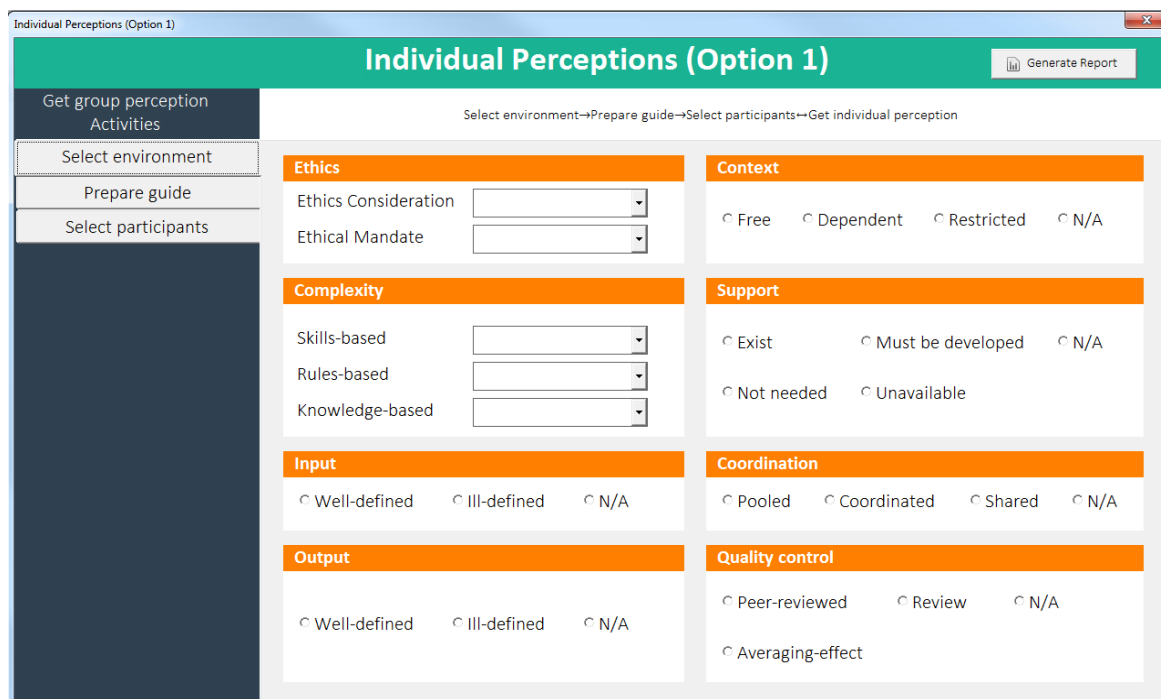 Individual Perceptions (Option 1)
Individual Perceptions (Option 1)
Generate Report
Get group perception
Activities
Select environment
Prepare guide
Select participants
Select environment→Prepare guide→Select participants↔Get individual perception
Ethics
Ethics Consideration
Ethical Mandate
Complexity
Skills-based
Rules-based
Knowledge-based
Input
Well-defined Ill-defined N/A
Output
Well-defined Ill-defined N/A
Context
Free Dependent Restricted N/A
Support
Exist Must be developed N/A
Not needed Unavailable
Coordination
Pooled Coordinated Shared N/A
Quality control
Peer-reviewed Review N/A
Averaging-effect